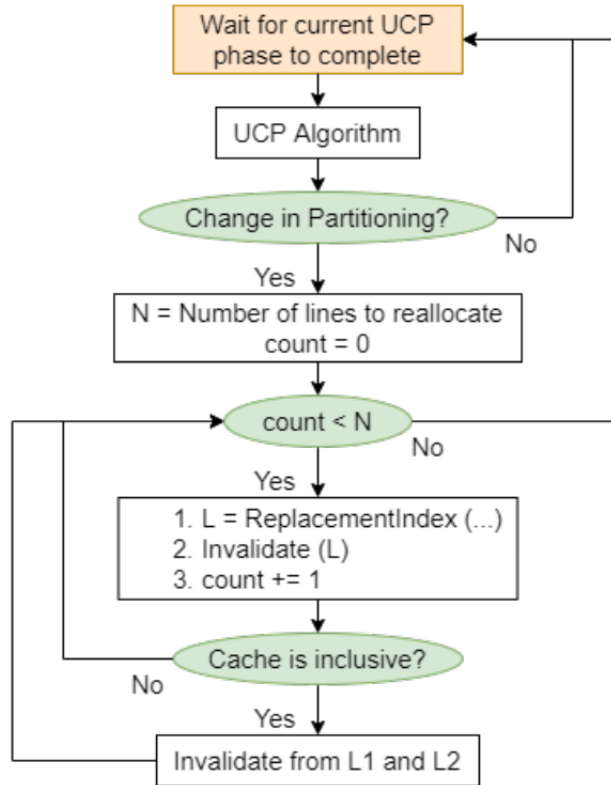 Wait for current UCP
phase to complete
UCP Algorithm
Change in Partitioning?
No
Yes
N = Number of lines to reallocate
count = 0
count < N
No
Yes
1. L = ReplacementIndex (...)
2. Invalidate (L)
3. count += 1
Cache is inclusive?
No
Yes
Invalidate from L1 and L2